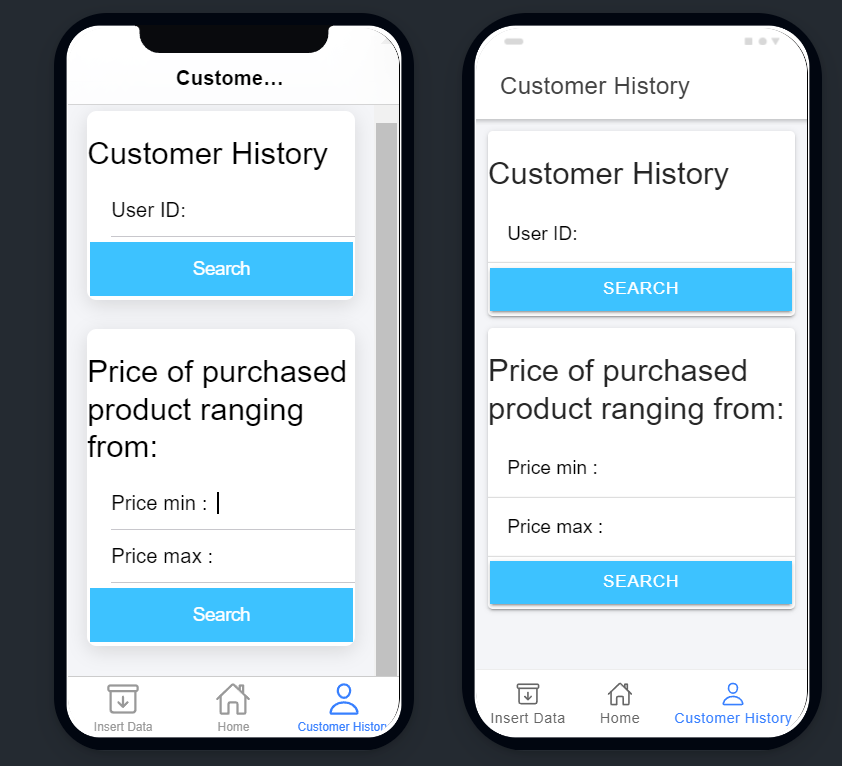 Custome...
Customer History
User ID:
Search
Price of purchased
product ranging
from:
Price min :
Price max :
Search
Insert Data
Home
Customer History
Customer History
Customer History
User ID:
SEARCH
Price of purchased
product ranging from:
Price min :
Price max :
SEARCH
Insert Data
Home
Customer History